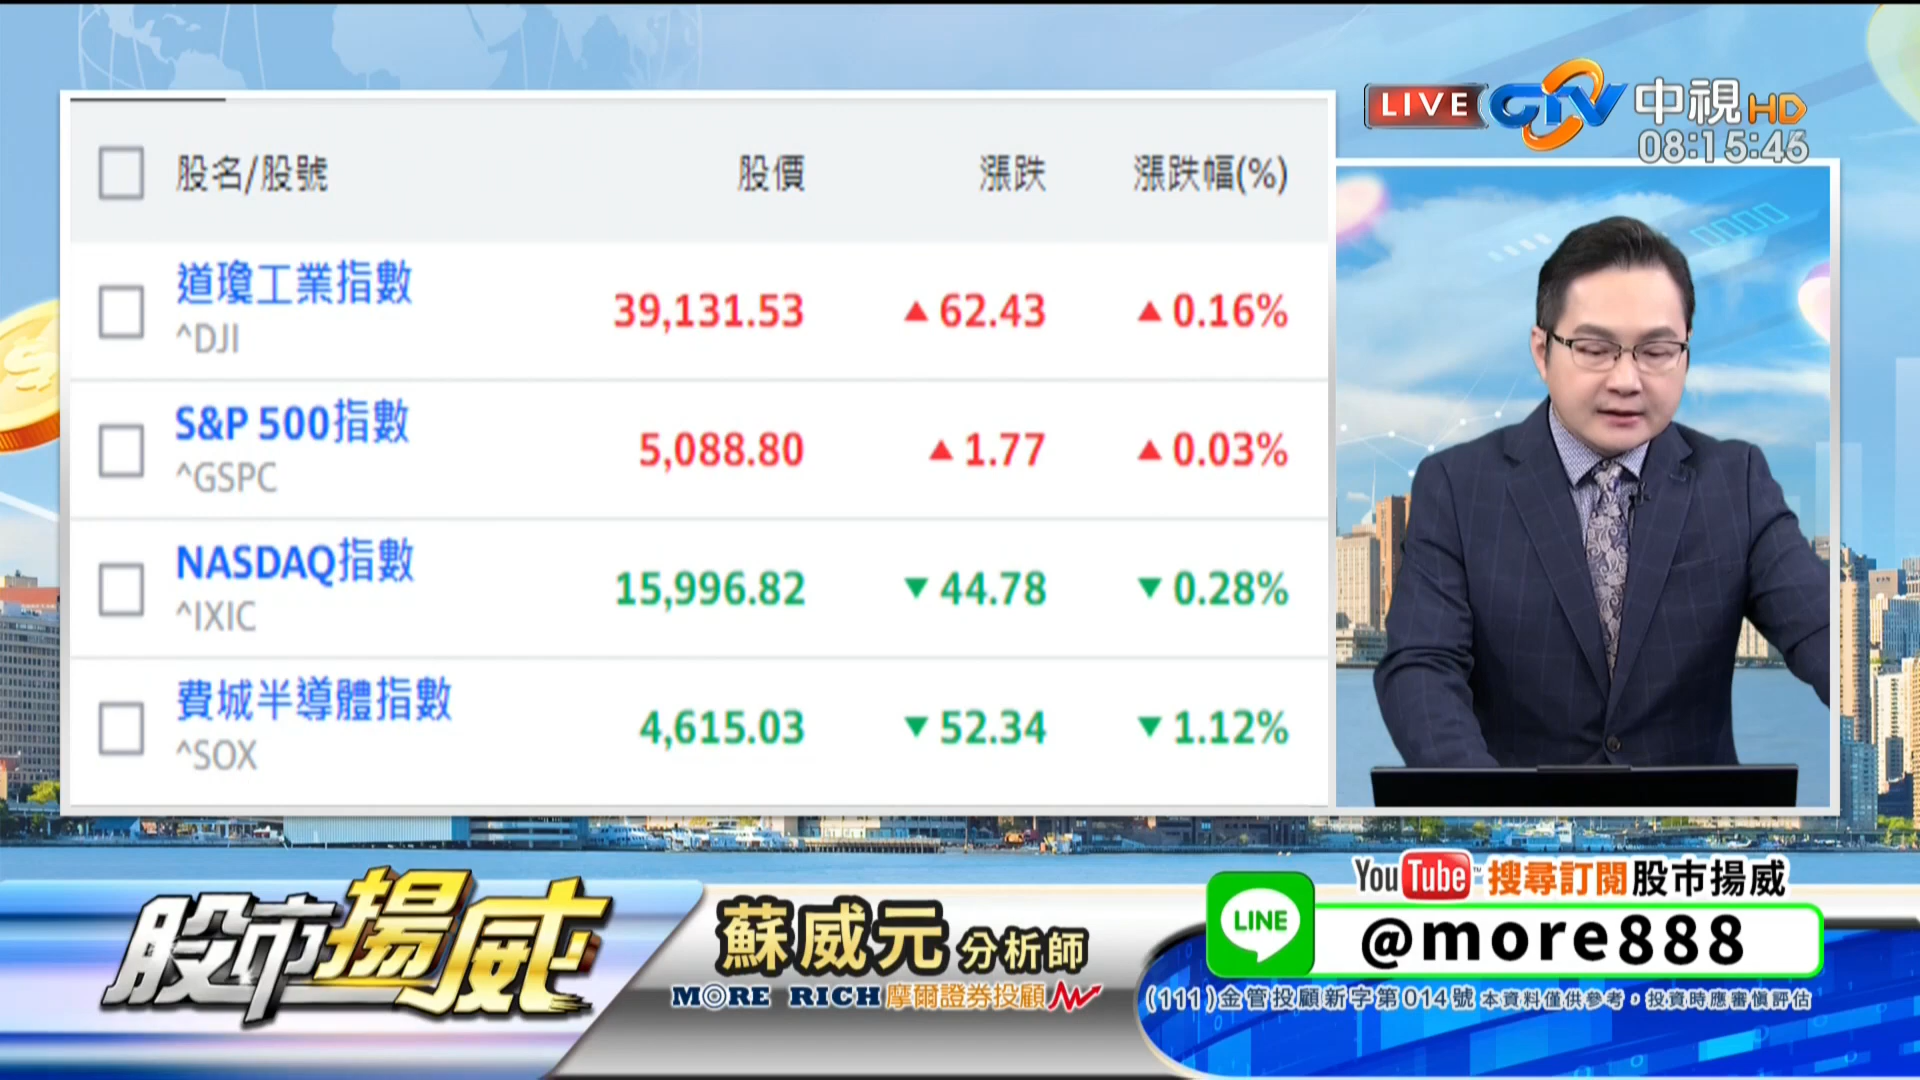 LIVE CTV 中視HD
08:15:45
股名/股號 股價 漲跌 漲跌幅(%)
道瓊工業指數
^DJI
39,131.53 ▲62.43 ▲0.16%
S&P 500指數
^GSPC
5,088.80 ▲1.77 ▲0.03%
NASDAQ指數
^IXIC
15,996.82 ▼44.78 ▼0.28%
費城半導體指數
^SOX
4,615.03 ▼52.34 ▼1.12%
股市揚威
蘇威元 分析師
MORE RICH 摩爾證券投顧
YouTube™ 搜尋訂閱 股市揚威
LINE
@more888
(111)金管投顧新字第014號 本資料僅供參考，投資時應審慎評估